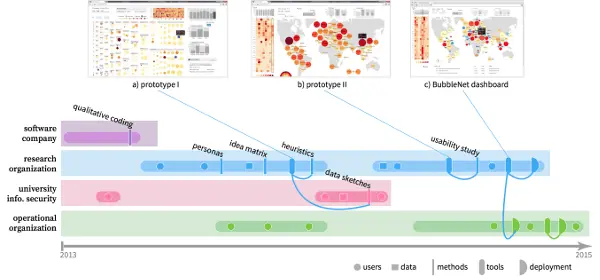 a) prototype I
b) prototype II
c) BubbleNet dashboard
qualitative coding
software
company
personas
idea matrix
heuristics
usability study
research
organization
data sketches
university
info. security
operational
organization
2013
2015
users
data
methods
tools
deployment